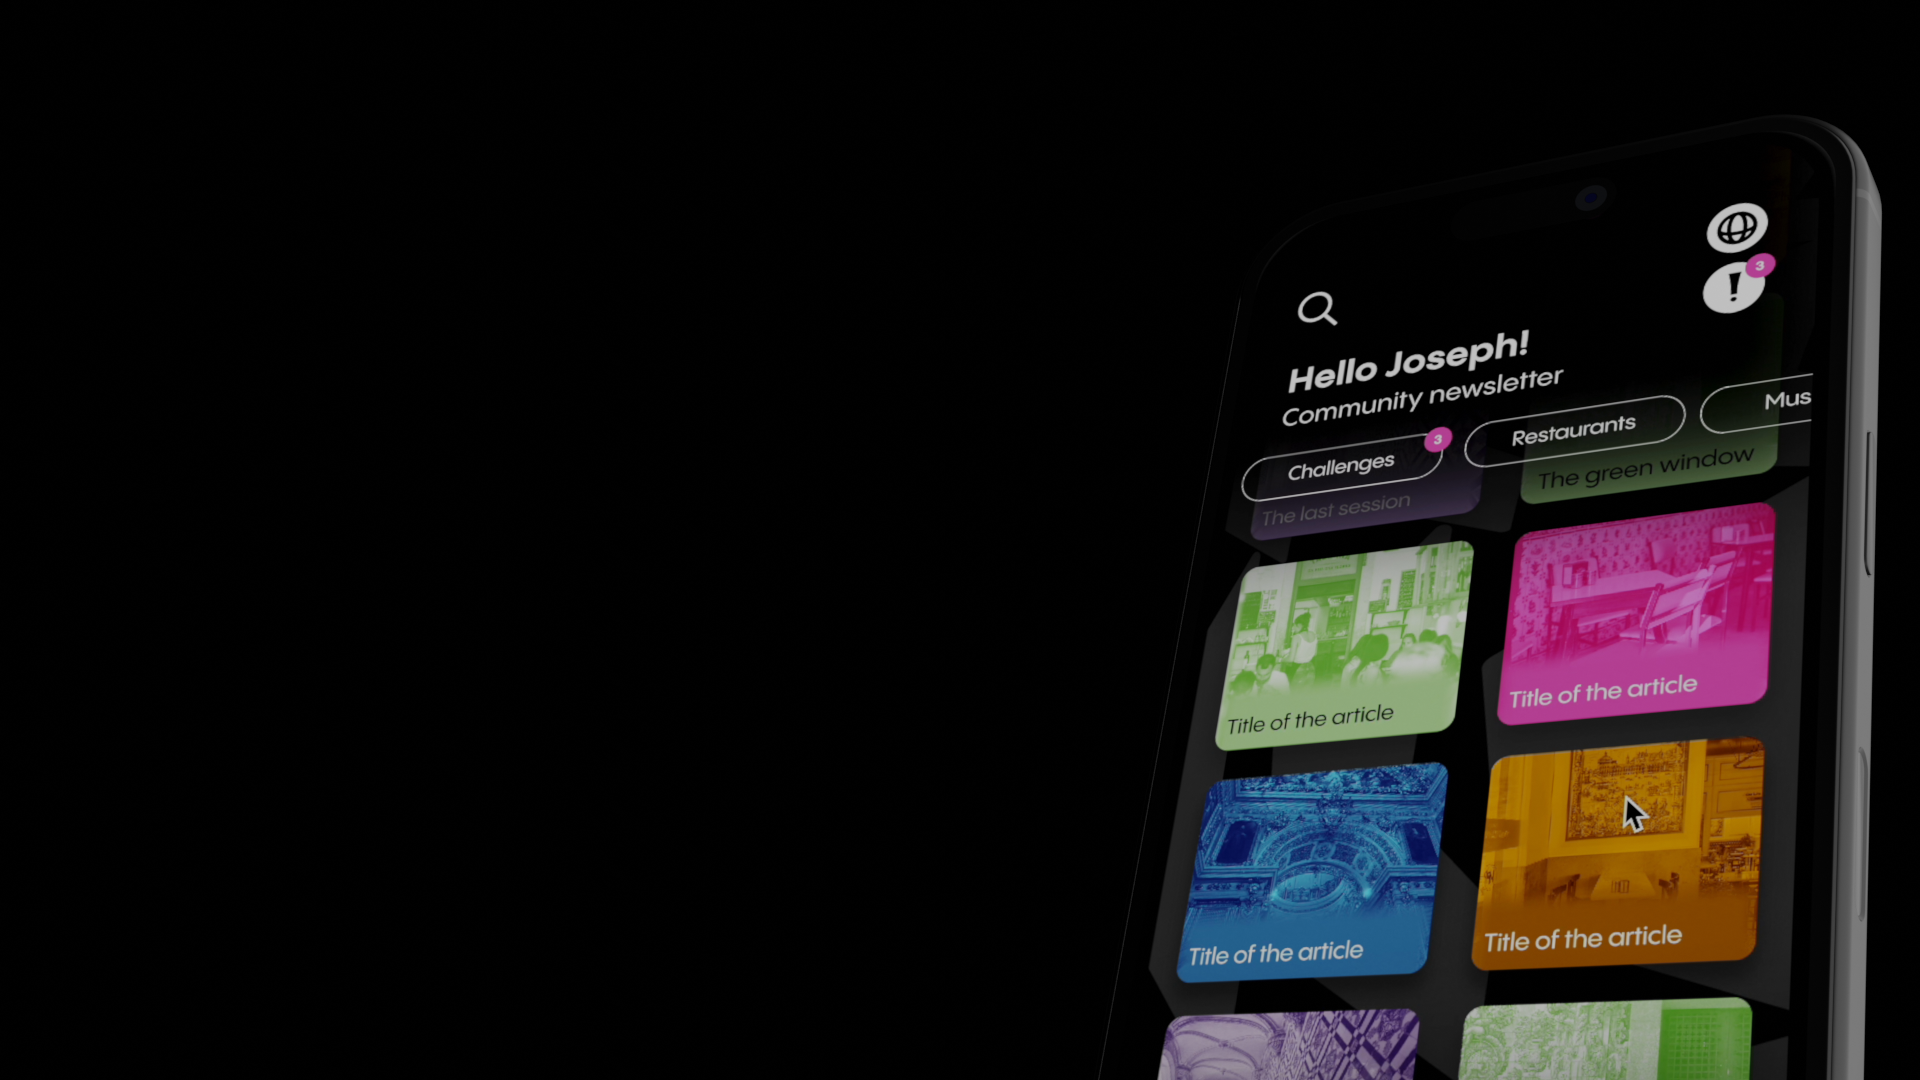 3
Hello Joseph!
Community newsletter
Challenges
3
Restaurants
Mus
The last session
The green window
Title of the article
Title of the article
Title of the article
Title of the article